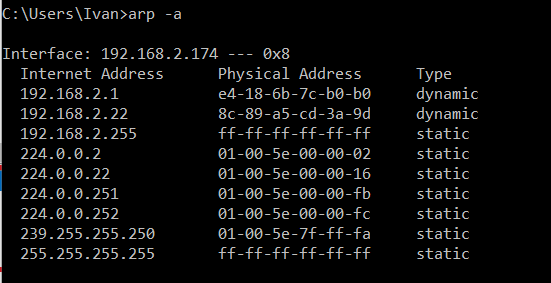 C:\Users\Ivan>arp -a
Interface: 192.168.2.174 --- 0x8
Internet Address Physical Address Type
192.168.2.1 e4-18-6b-7c-b0-b0 dynamic
192.168.2.22 8c-89-a5-cd-3a-9d dynamic
192.168.2.255 ff-ff-ff-ff-ff-ff static
224.0.0.2 01-00-5e-00-00-02 static
224.0.0.22 01-00-5e-00-00-16 static
224.0.0.251 01-00-5e-00-00-fb static
224.0.0.252 01-00-5e-00-00-fc static
239.255.255.250 01-00-5e-7f-ff-fa static
255.255.255.255 ff-ff-ff-ff-ff-ff static